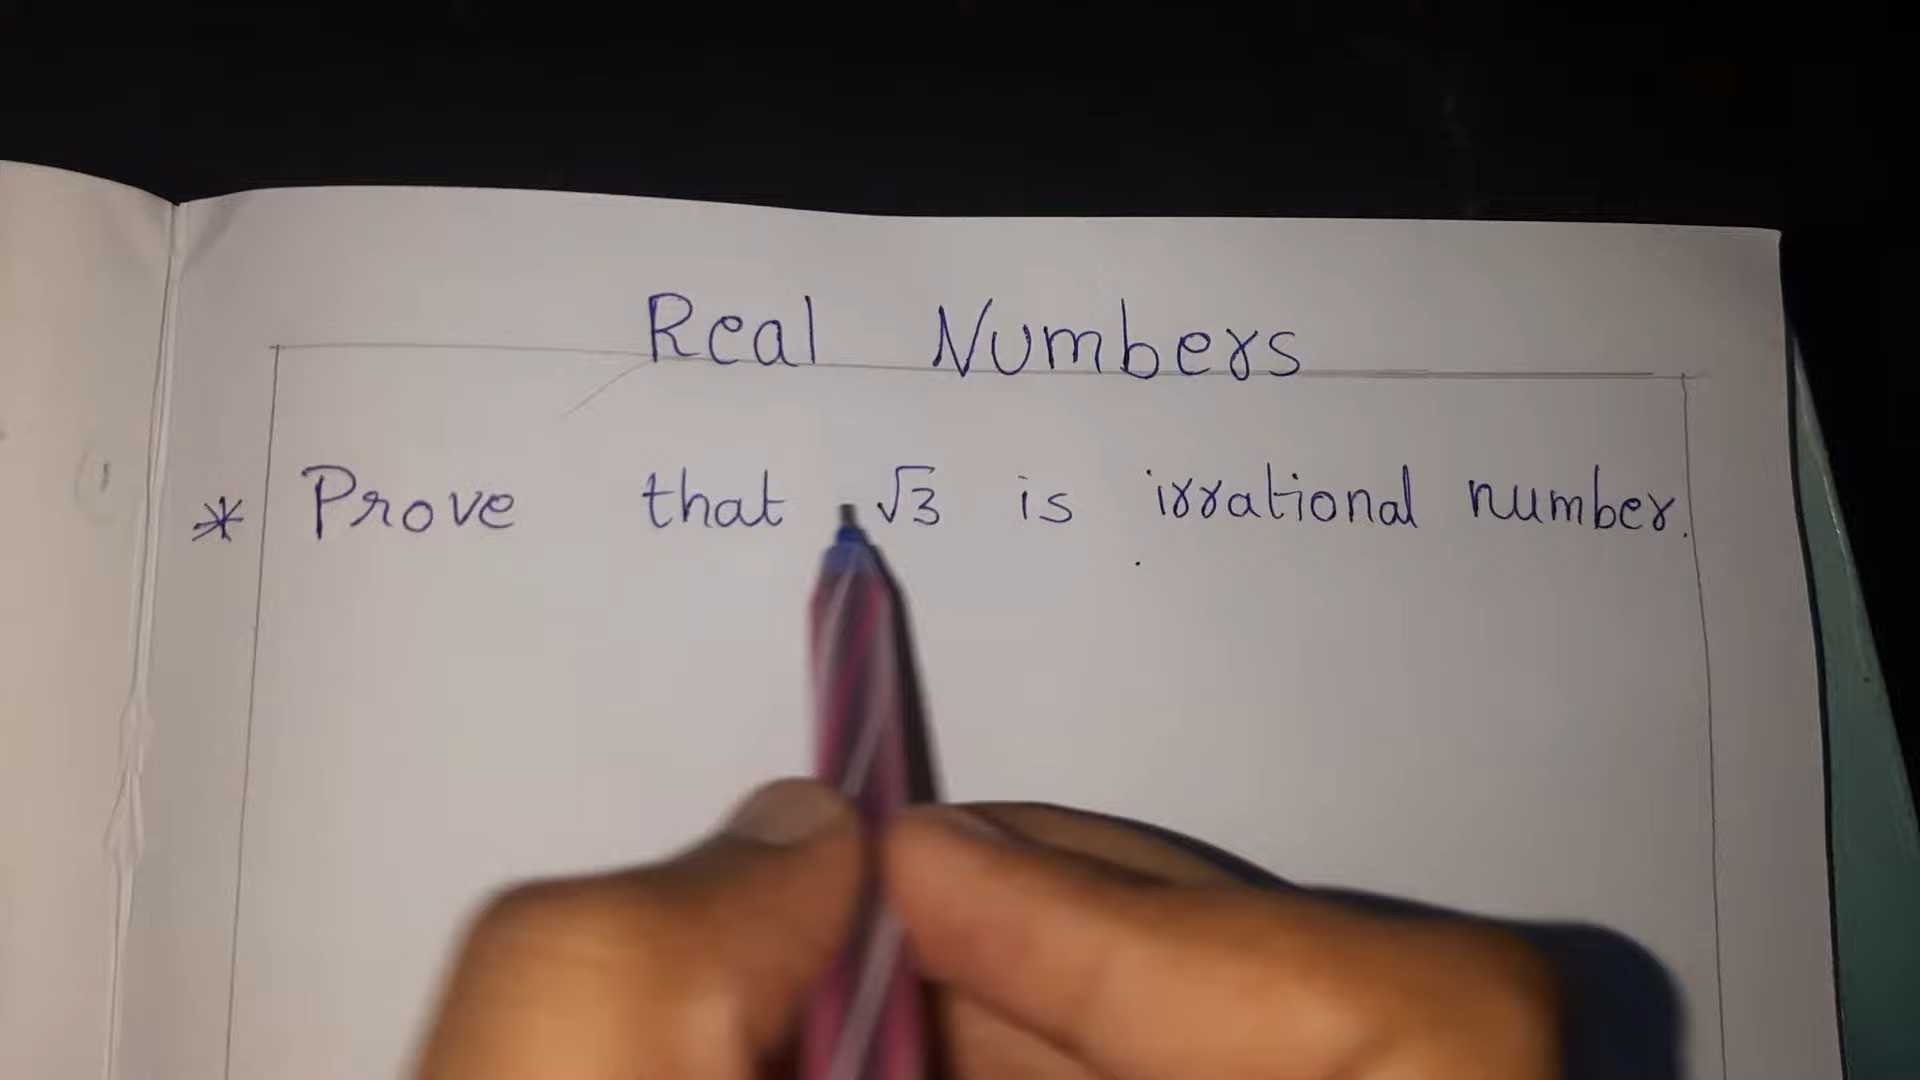 Real Numbers
* Prove that √3 is irrational number.